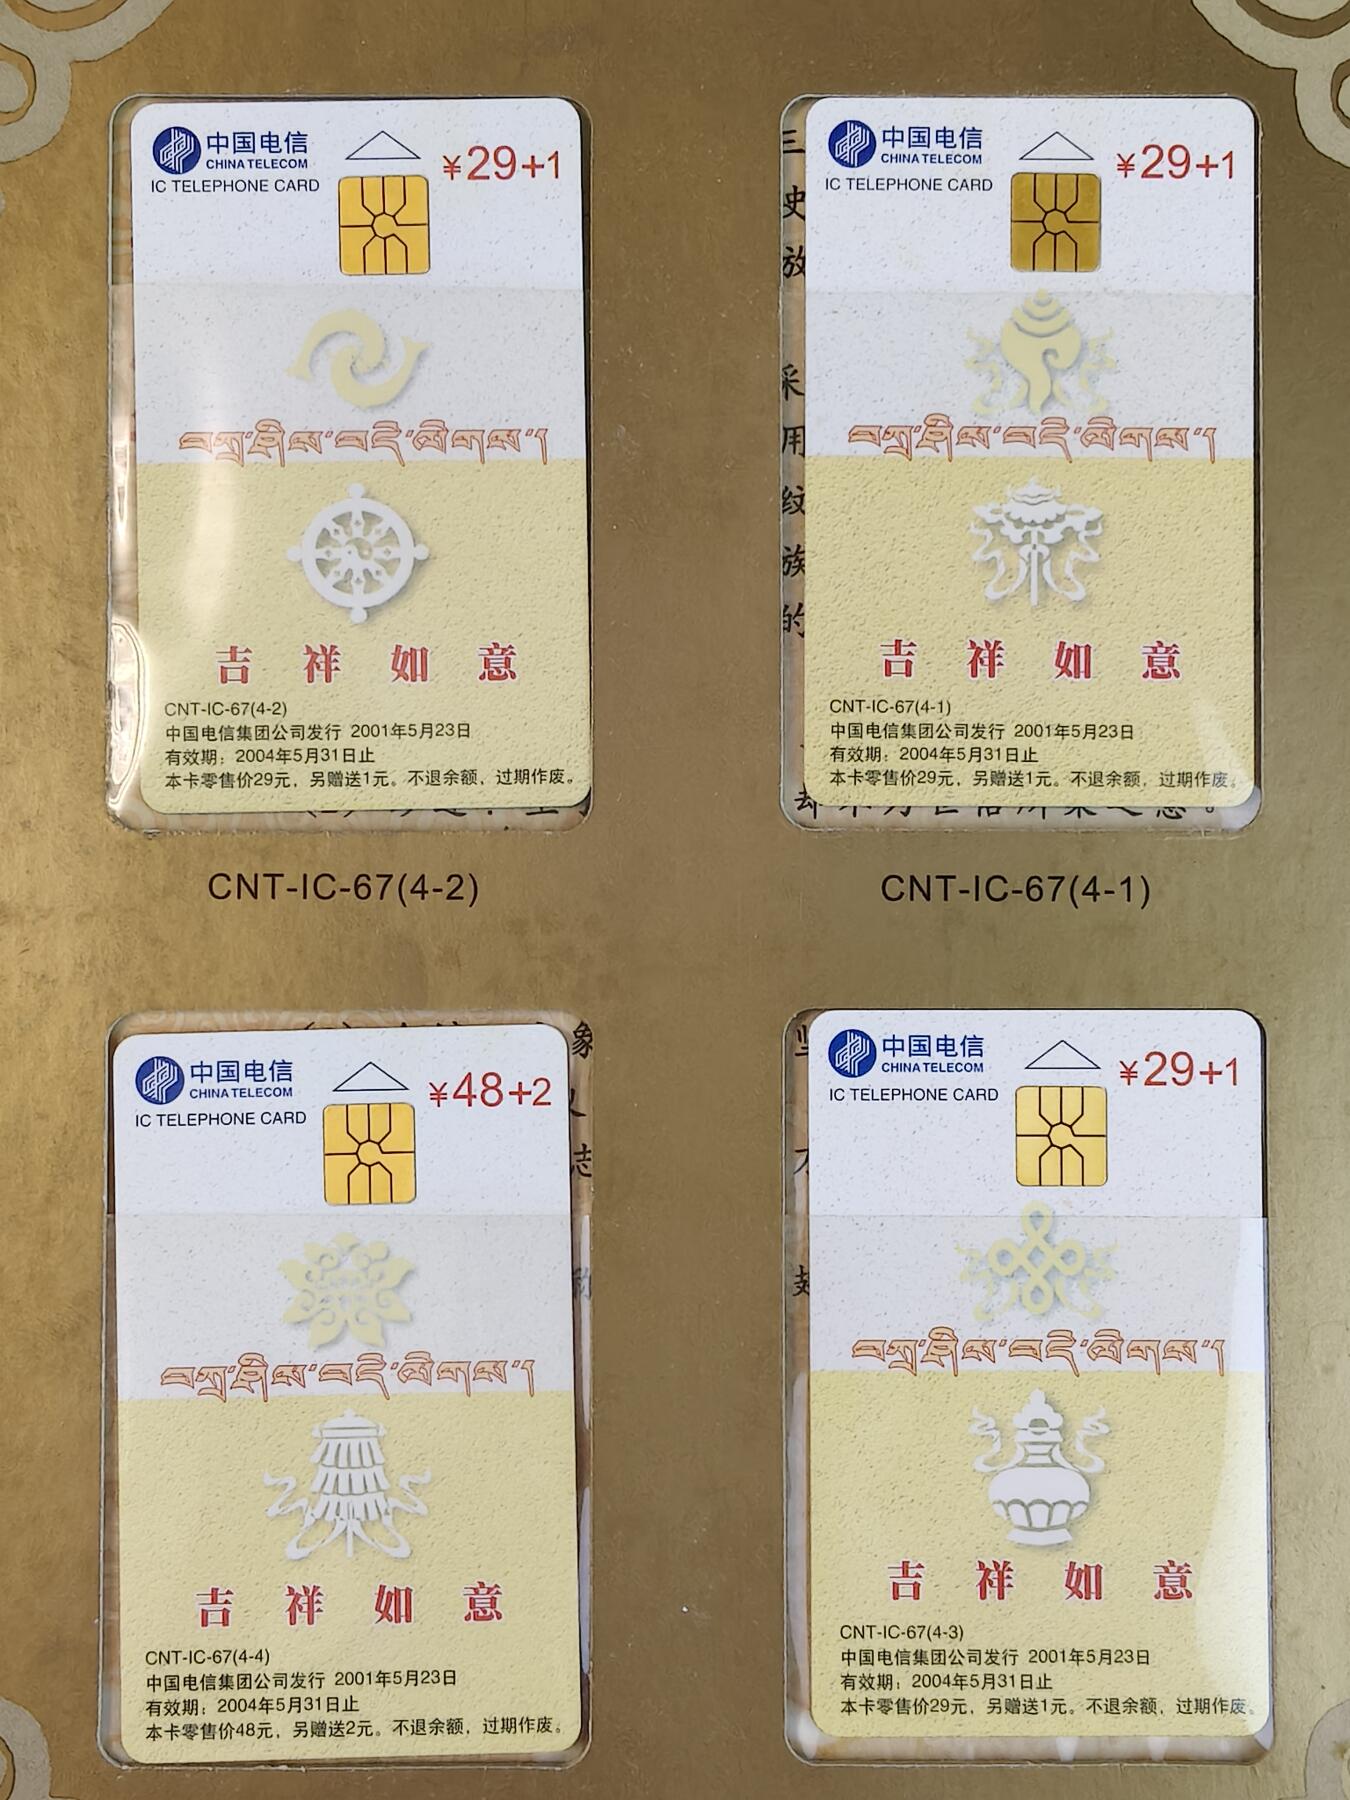 中国电信
CHINA TELECOM
IC TELEPHONE CARD
¥29+1
བཀྲ་ཤིས་བདེ་ལེགས་།
吉祥如意
CNT-IC-67(4-2)
中国电信集团公司发行 2001年5月23日
有效期：2004年5月31日止
本卡零售价29元，另赠送1元。不退余额，过期作废。
CNT-IC-67(4-2)
中国电信
CHINA TELECOM
IC TELEPHONE CARD
¥29+1
བཀྲ་ཤིས་བདེ་ལེགས་།
吉祥如意
CNT-IC-67(4-1)
中国电信集团公司发行 2001年5月23日
有效期：2004年5月31日止
本卡零售价29元，另赠送1元。不退余额，过期作废。
三
史
放
采
用
纹
族
的
CNT-IC-67(4-1)
中国电信
CHINA TELECOM
IC TELEPHONE CARD
¥48+2
བཀྲ་ཤིས་བདེ་ལེགས་།
吉祥如意
CNT-IC-67(4-4)
中国电信集团公司发行 2001年5月23日
有效期：2004年5月31日止
本卡零售价48元，另赠送2元。不退余额，过期作废。
中国电信
CHINA TELECOM
IC TELEPHONE CARD
¥29+1
བཀྲ་ཤིས་བདེ་ལེགས་།
吉祥如意
CNT-IC-67(4-3)
中国电信集团公司发行 2001年5月23日
有效期：2004年5月31日止
本卡零售价29元，另赠送1元。不退余额，过期作废。